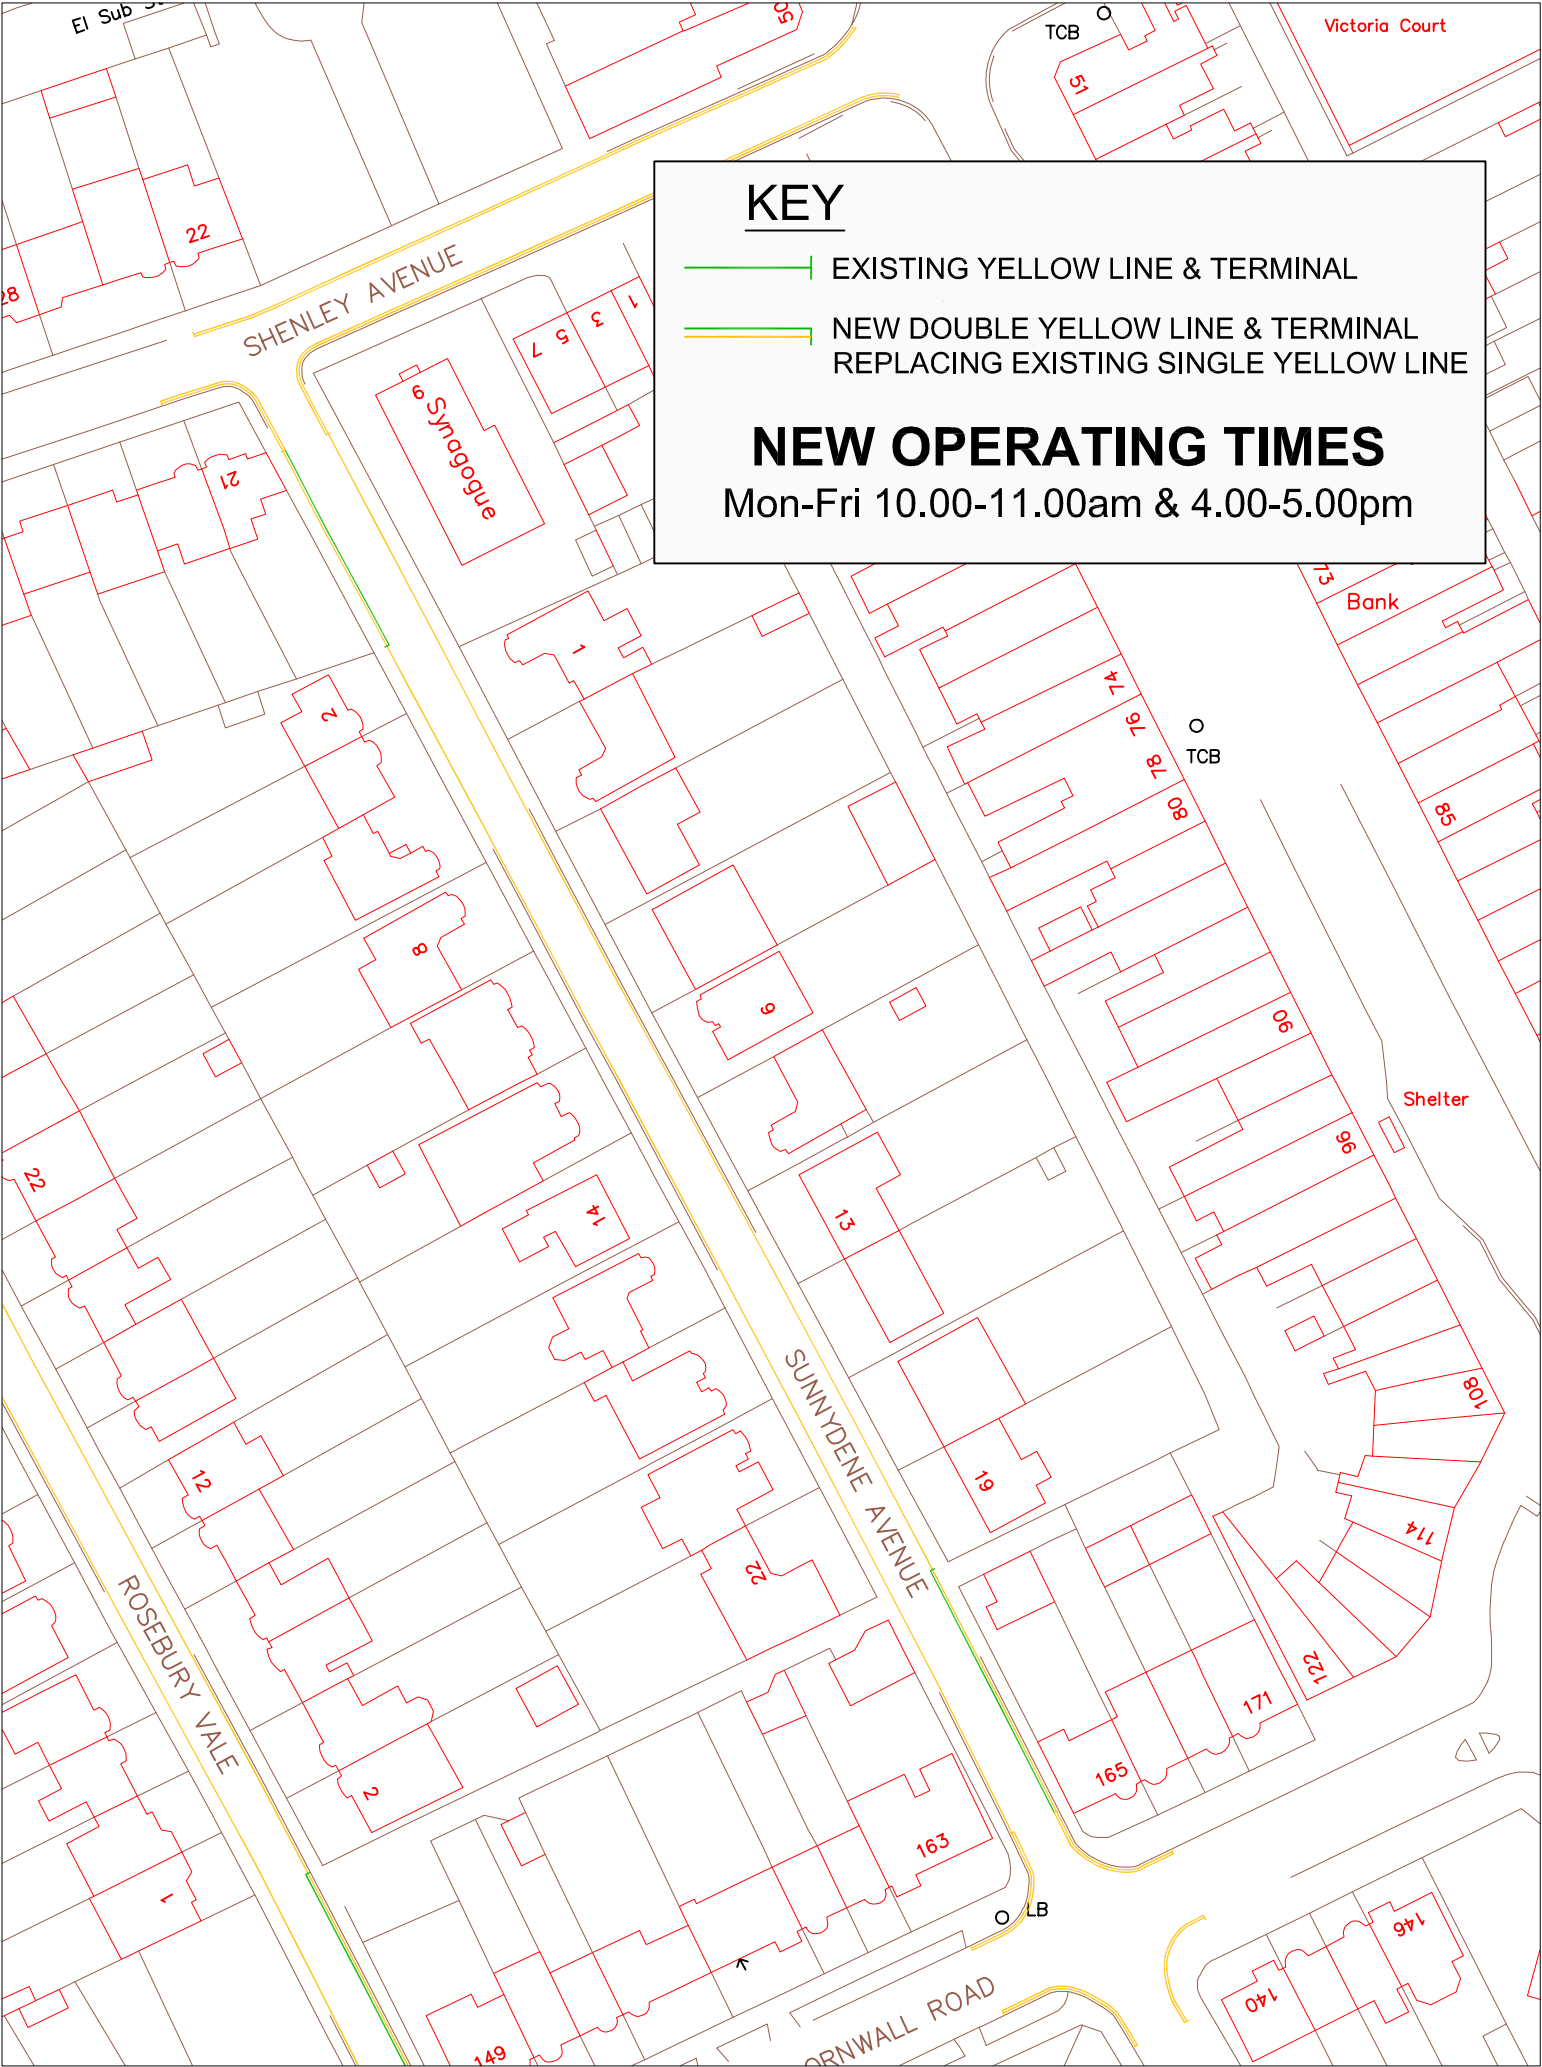 El Sub
50
TCB
Victoria Court
51
22
28
KEY
EXISTING YELLOW LINE & TERMINAL
NEW DOUBLE YELLOW LINE & TERMINAL
REPLACING EXISTING SINGLE YELLOW LINE
NEW OPERATING TIMES
Mon-Fri 10.00-11.00am & 4.00-5.00pm
SHENLEY AVENUE
1
3
5
7
9
Synagogue
21
73
Bank
1
2
74
76
78
80
TCB
85
8
9
90
Shelter
96
22
14
13
SUNNYDENE AVENUE
108
12
19
114
22
ROSEBURY VALE
122
171
165
2
163
1
LB
146
140
149
ORNWALL ROAD